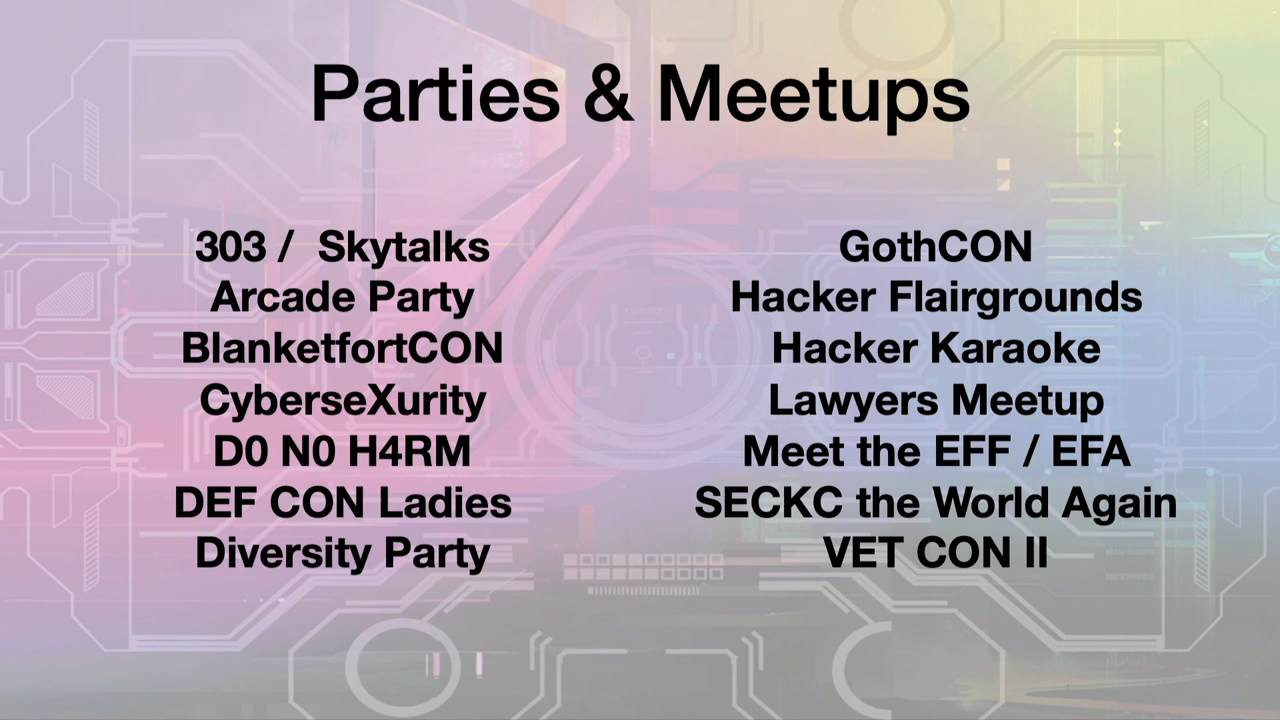 Parties & Meetups
303 / Skytalks
Arcade Party
BlanketfortCON
CyberseXurity
D0 N0 H4RM
DEF CON Ladies
Diversity Party
GothCON
Hacker Flairgrounds
Hacker Karaoke
Lawyers Meetup
Meet the EFF / EFA
SECKC the World Again
VET CON II